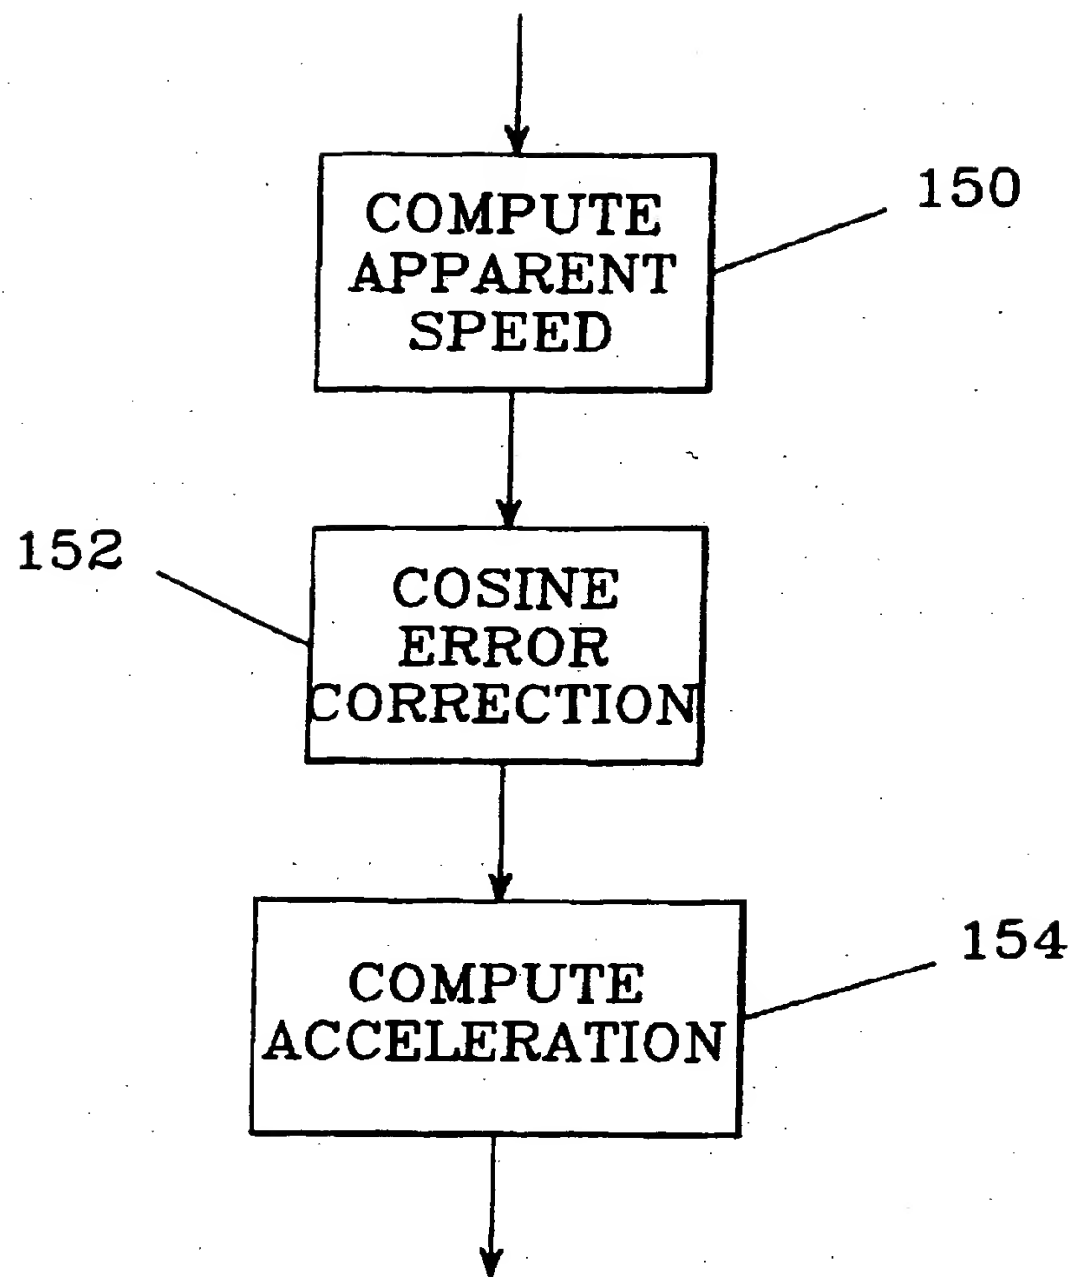 COMPUTE
APPARENT
SPEED
150
152
COSINE
ERROR
CORRECTION
COMPUTE
ACCELERATION
154